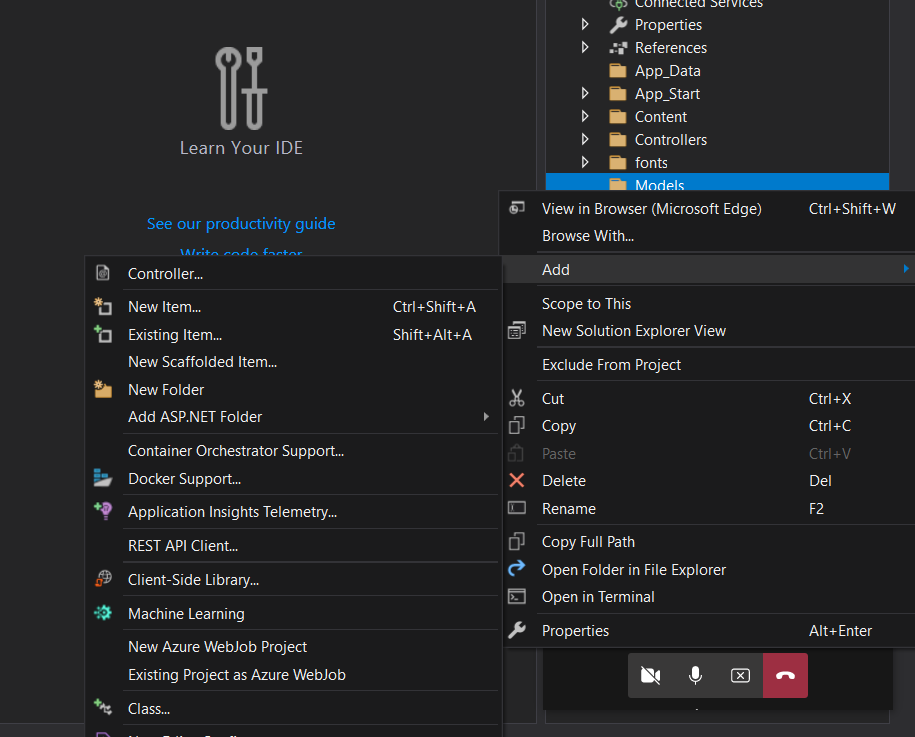 Connected Services
Properties
References
App_Data
App_Start
Content
Controllers
fonts
Models
Learn Your IDE
See our productivity guide
Write code faster
View in Browser (Microsoft Edge) Ctrl+Shift+W
Browse With...
Add
Scope to This
New Solution Explorer View
Exclude From Project
Cut Ctrl+X
Copy Ctrl+C
Paste Ctrl+V
Delete Del
Rename F2
Copy Full Path
Open Folder in File Explorer
Open in Terminal
Properties Alt+Enter
Controller...
New Item... Ctrl+Shift+A
Existing Item... Shift+Alt+A
New Scaffolded Item...
New Folder
Add ASP.NET Folder
Container Orchestrator Support...
Docker Support...
Application Insights Telemetry...
REST API Client...
Client-Side Library...
Machine Learning
New Azure WebJob Project
Existing Project as Azure WebJob
Class...